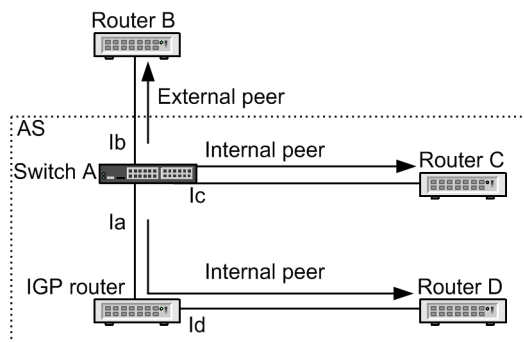 Router B
External peer
AS
Ib
Internal peer
Router C
Switch A
Ic
Ia
Internal peer
IGP router
Router D
Id